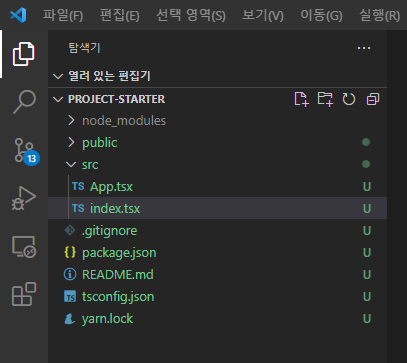 파일(F) 편집(E) 선택 영역(S) 보기(V) 이동(G) 실행(R)
탐색기
열려 있는 편집기
PROJECT-STARTER
node_modules
public
src
TS App.tsx U
TS index.tsx U
.gitignore U
{} package.json U
README.md U
TS tsconfig.json U
yarn.lock U
13